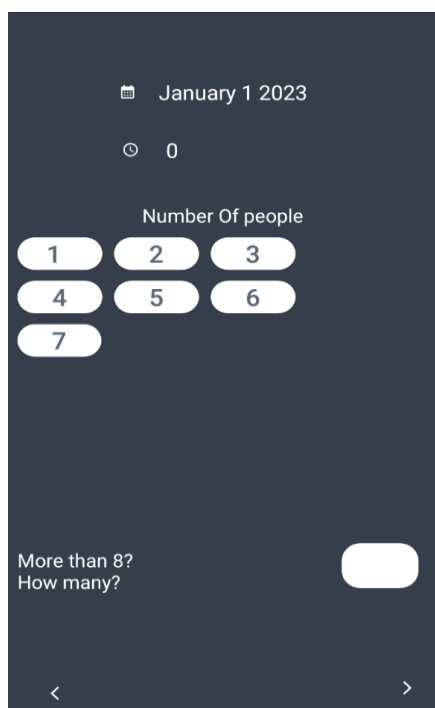 January 1 2023
0
Number Of people
1 2 3
4 5 6
7
More than 8?
How many?